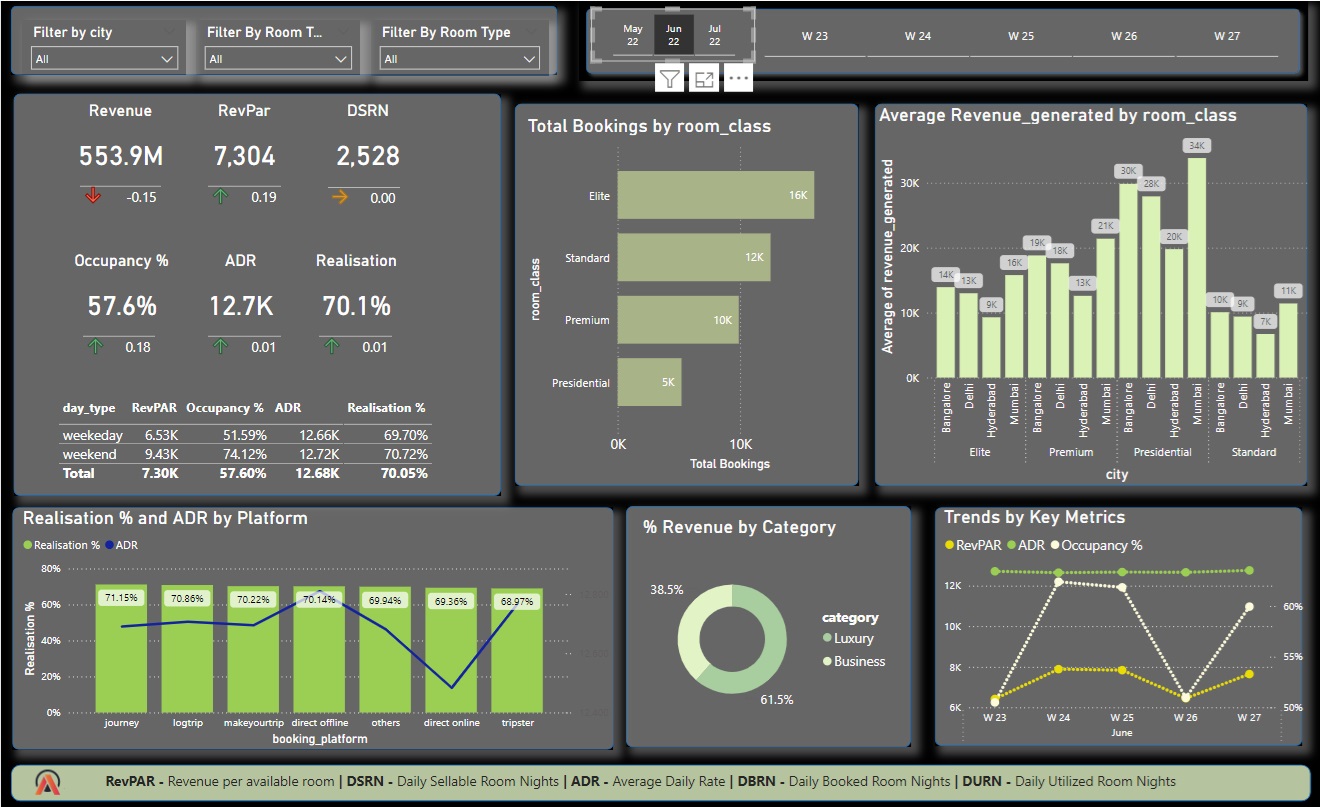 Filter by city
Filter By Room T...
Filter By Room Type
All
All
All
May 22
Jun 22
Jul 22
W 23
W 24
W 25
W 26
W 27
Revenue
RevPar
DSRN
553.9M
7,304
2,528
-0.15
0.19
0.00
Occupancy %
ADR
Realisation
57.6%
12.7K
70.1%
0.18
0.01
0.01
day_type RevPAR Occupancy % ADR Realisation %
weekeday 6.53K 51.59% 12.66K 69.70%
weekend 9.43K 74.12% 12.72K 70.72%
Total 7.30K 57.60% 12.68K 70.05%
Total Bookings by room_class
room_class
Elite 16K
Standard 12K
Premium 10K
Presidential 5K
0K 10K
Total Bookings
Average Revenue_generated by room_class
Average of revenue_generated
30K
20K
10K
0K
14K 13K 9K 16K 19K 18K 13K 21K 30K 28K 20K 34K 10K 9K 7K 11K
Bangalore Delhi Hyderabad Mumbai Bangalore Delhi Hyderabad Mumbai Bangalore Delhi Hyderabad Mumbai Bangalore Delhi Hyderabad Mumbai
Elite Premium Presidential Standard
city
Realisation % and ADR by Platform
Realisation % ADR
Realisation %
80%
60%
40%
20%
0%
71.15% 70.86% 70.22% 70.14% 69.94% 69.36% 68.97%
journey logtrip makeyourtrip direct offline others direct online tripster
booking_platform
% Revenue by Category
38.5%
61.5%
category
Luxury
Business
Trends by Key Metrics
RevPAR ADR Occupancy %
12K
10K
8K
6K
60%
55%
50%
W 23 W 24 W 25 W 26 W 27
June
RevPAR - Revenue per available room | DSRN - Daily Sellable Room Nights | ADR - Average Daily Rate | DBRN - Daily Booked Room Nights | DURN - Daily Utilized Room Nights